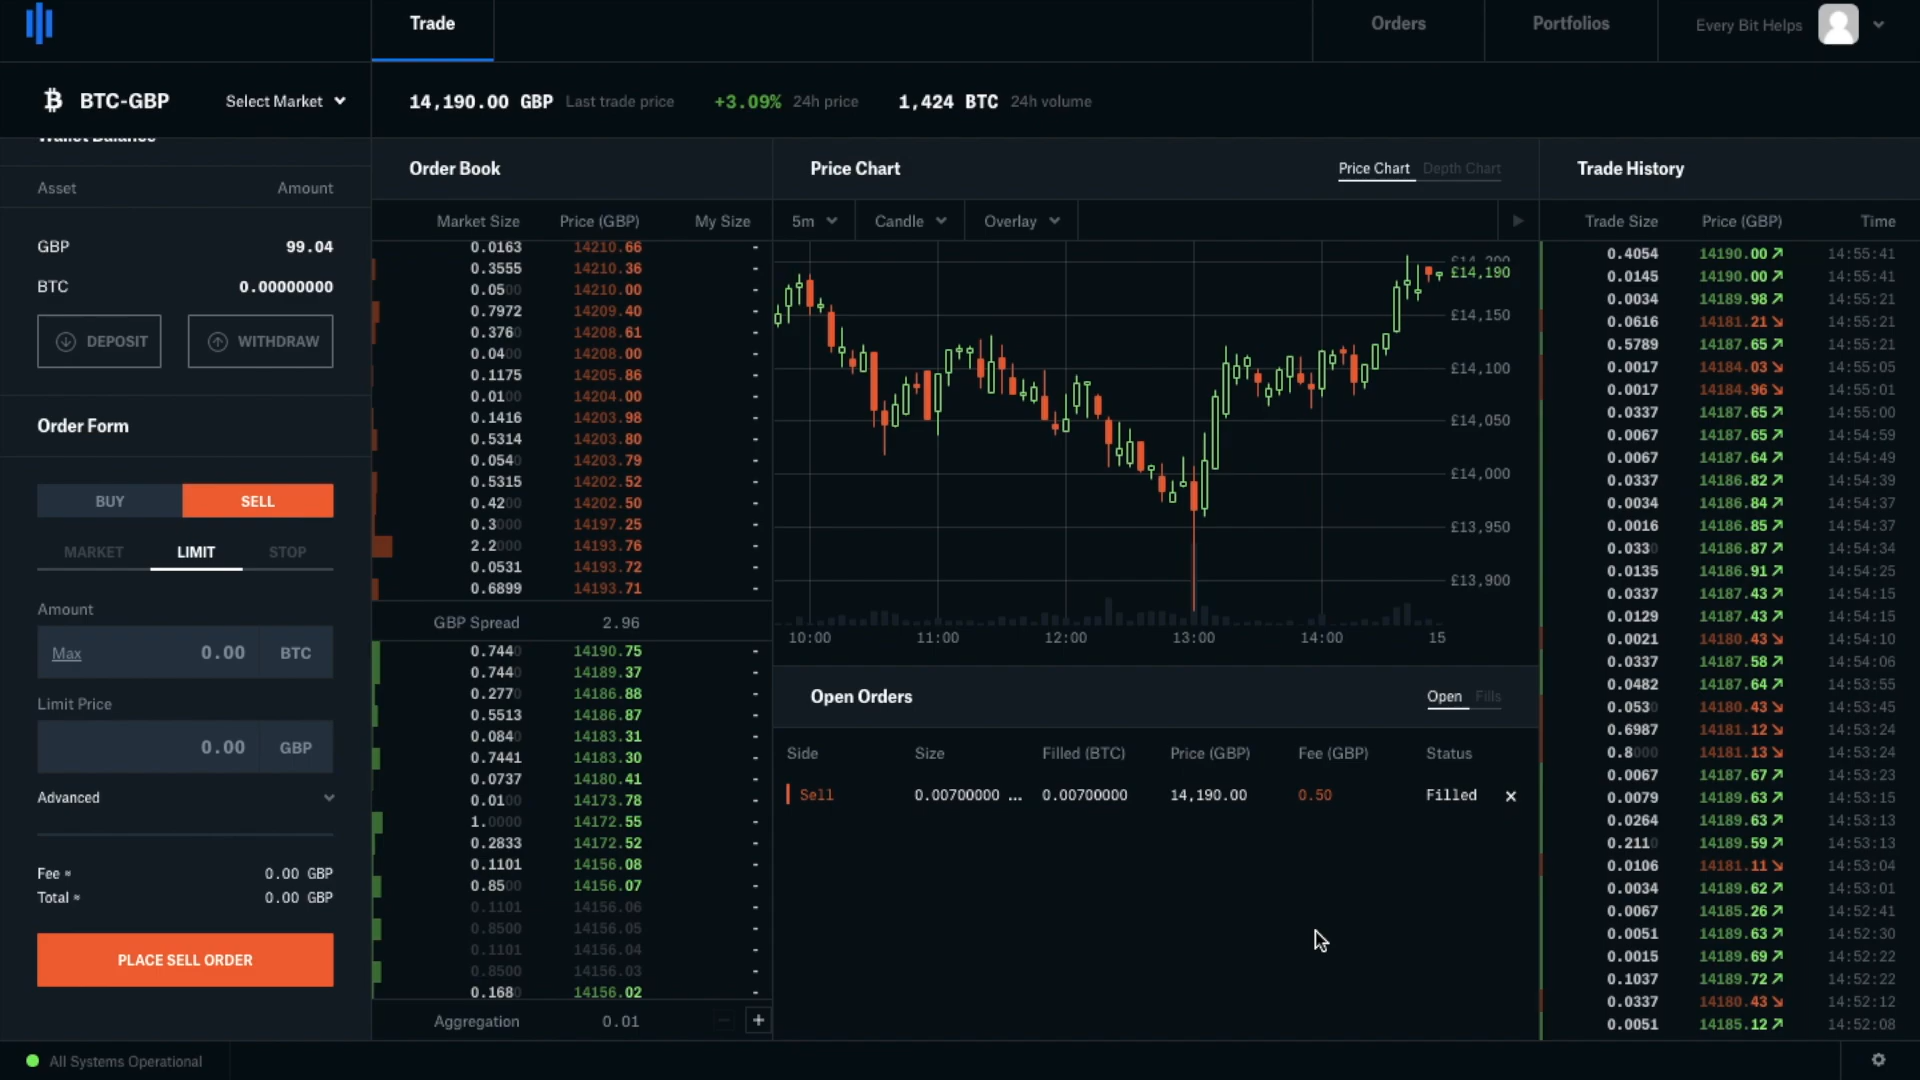 Trade
Orders
Portfolios
Every Bit Helps
BTC-GBP
Select Market
14,190.00 GBP Last trade price
+3.09% 24h price
1,424 BTC 24h volume
Wallet Balance
Asset Amount
GBP 99.04
BTC 0.00000000
DEPOSIT
WITHDRAW
Order Form
BUY
SELL
MARKET
LIMIT
STOP
Amount
Max 0.00 BTC
Limit Price
0.00 GBP
Advanced
Fee ≈ 0.00 GBP
Total ≈ 0.00 GBP
PLACE SELL ORDER
All Systems Operational
Order Book
Market Size Price (GBP) My Size
0.0163 14210.66 -
0.3555 14210.36 -
0.0500 14210.00 -
0.7972 14209.40 -
0.3760 14208.61 -
0.0400 14208.00 -
0.1175 14205.86 -
0.0100 14204.00 -
0.1416 14203.98 -
0.5314 14203.80 -
0.0540 14203.79 -
0.5315 14202.52 -
0.4200 14202.50 -
0.3000 14197.25 -
2.2000 14193.76 -
0.0531 14193.72 -
0.6899 14193.71 -
GBP Spread 2.96
0.7440 14190.75 -
0.7440 14189.37 -
0.2770 14186.88 -
0.5513 14186.87 -
0.0840 14183.31 -
0.7441 14183.30 -
0.0737 14180.41 -
0.0100 14173.78 -
1.0000 14172.55 -
0.2833 14172.52 -
0.1101 14156.08 -
0.8500 14156.07 -
0.1101 14156.06 -
0.8500 14156.05 -
0.1101 14156.04 -
0.8500 14156.03 -
0.1680 14156.02 -
Aggregation 0.01 - +
Price Chart
Price Chart
Depth Chart
5m
Candle
Overlay
£14,200
£14,190
£14,150
£14,100
£14,050
£14,000
£13,950
£13,900
10:00 11:00 12:00 13:00 14:00 15
Open Orders
Open
Fills
Side Size Filled (BTC) Price (GBP) Fee (GBP) Status
Sell 0.00700000 ... 0.00700000 14,190.00 0.50 Filled
Trade History
Trade Size Price (GBP) Time
0.4054 14190.00↗ 14:55:41
0.0145 14190.00↗ 14:55:41
0.0034 14189.98↗ 14:55:21
0.0616 14181.21↘ 14:55:21
0.5789 14187.65↗ 14:55:21
0.0017 14184.03↘ 14:55:05
0.0017 14184.96↘ 14:55:01
0.0337 14187.65↗ 14:55:00
0.0067 14187.65↗ 14:54:59
0.0067 14187.64↗ 14:54:49
0.0337 14186.82↗ 14:54:39
0.0034 14186.84↗ 14:54:37
0.0016 14186.85↗ 14:54:37
0.0330 14186.87↗ 14:54:34
0.0135 14186.91↗ 14:54:25
0.0337 14187.43↗ 14:54:15
0.0129 14187.43↗ 14:54:15
0.0021 14180.43↘ 14:54:10
0.0337 14187.58↗ 14:54:06
0.0482 14187.64↗ 14:53:55
0.0530 14180.43↘ 14:53:45
0.6987 14181.12↘ 14:53:24
0.8000 14181.13↘ 14:53:24
0.0067 14187.67↗ 14:53:23
0.0079 14189.63↗ 14:53:15
0.0264 14189.63↗ 14:53:13
0.2110 14189.59↗ 14:53:13
0.0106 14181.11↘ 14:53:04
0.0034 14189.62↗ 14:53:01
0.0067 14185.26↗ 14:52:41
0.0051 14189.63↗ 14:52:30
0.0015 14189.69↗ 14:52:22
0.1037 14189.72↗ 14:52:22
0.0337 14180.43↘ 14:52:12
0.0051 14185.12↗ 14:52:08